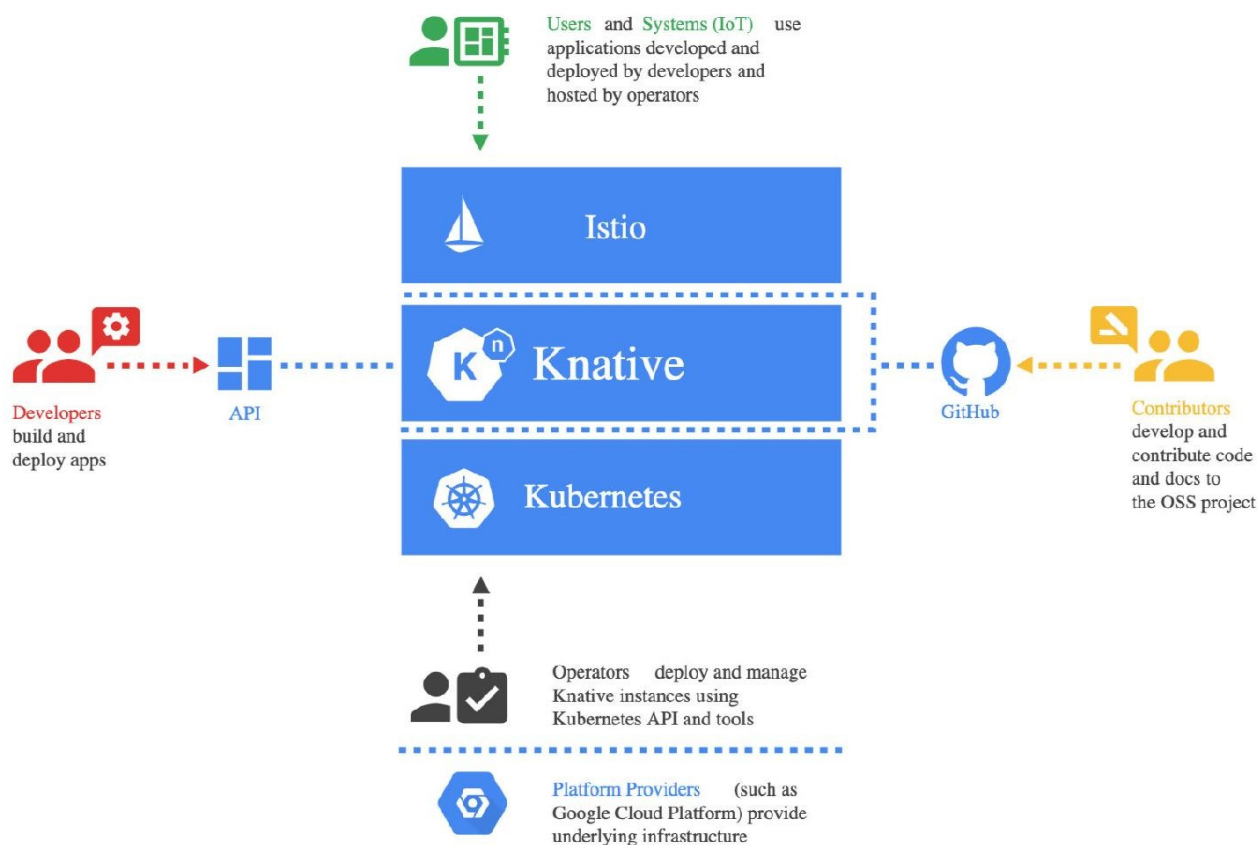 Users and Systems (IoT) use
applications developed and
deployed by developers and
hosted by operators
Istio
K
n
Knative
Developers
build and
deploy apps
API
GitHub
Contributors
develop and
contribute code
and docs to
the OSS project
Kubernetes
Operators deploy and manage
Knative instances using
Kubernetes API and tools
Platform Providers (such as
Google Cloud Platform) provide
underlying infrastructure